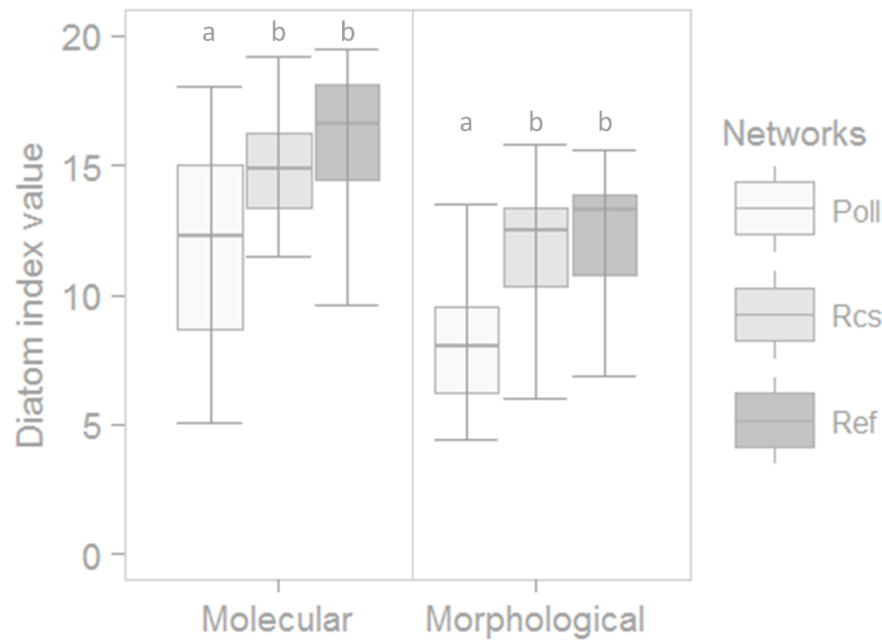 20
15
10
5
0
Diatom index value
a b b
a b b
Molecular Morphological
Networks
Poll
Rcs
Ref